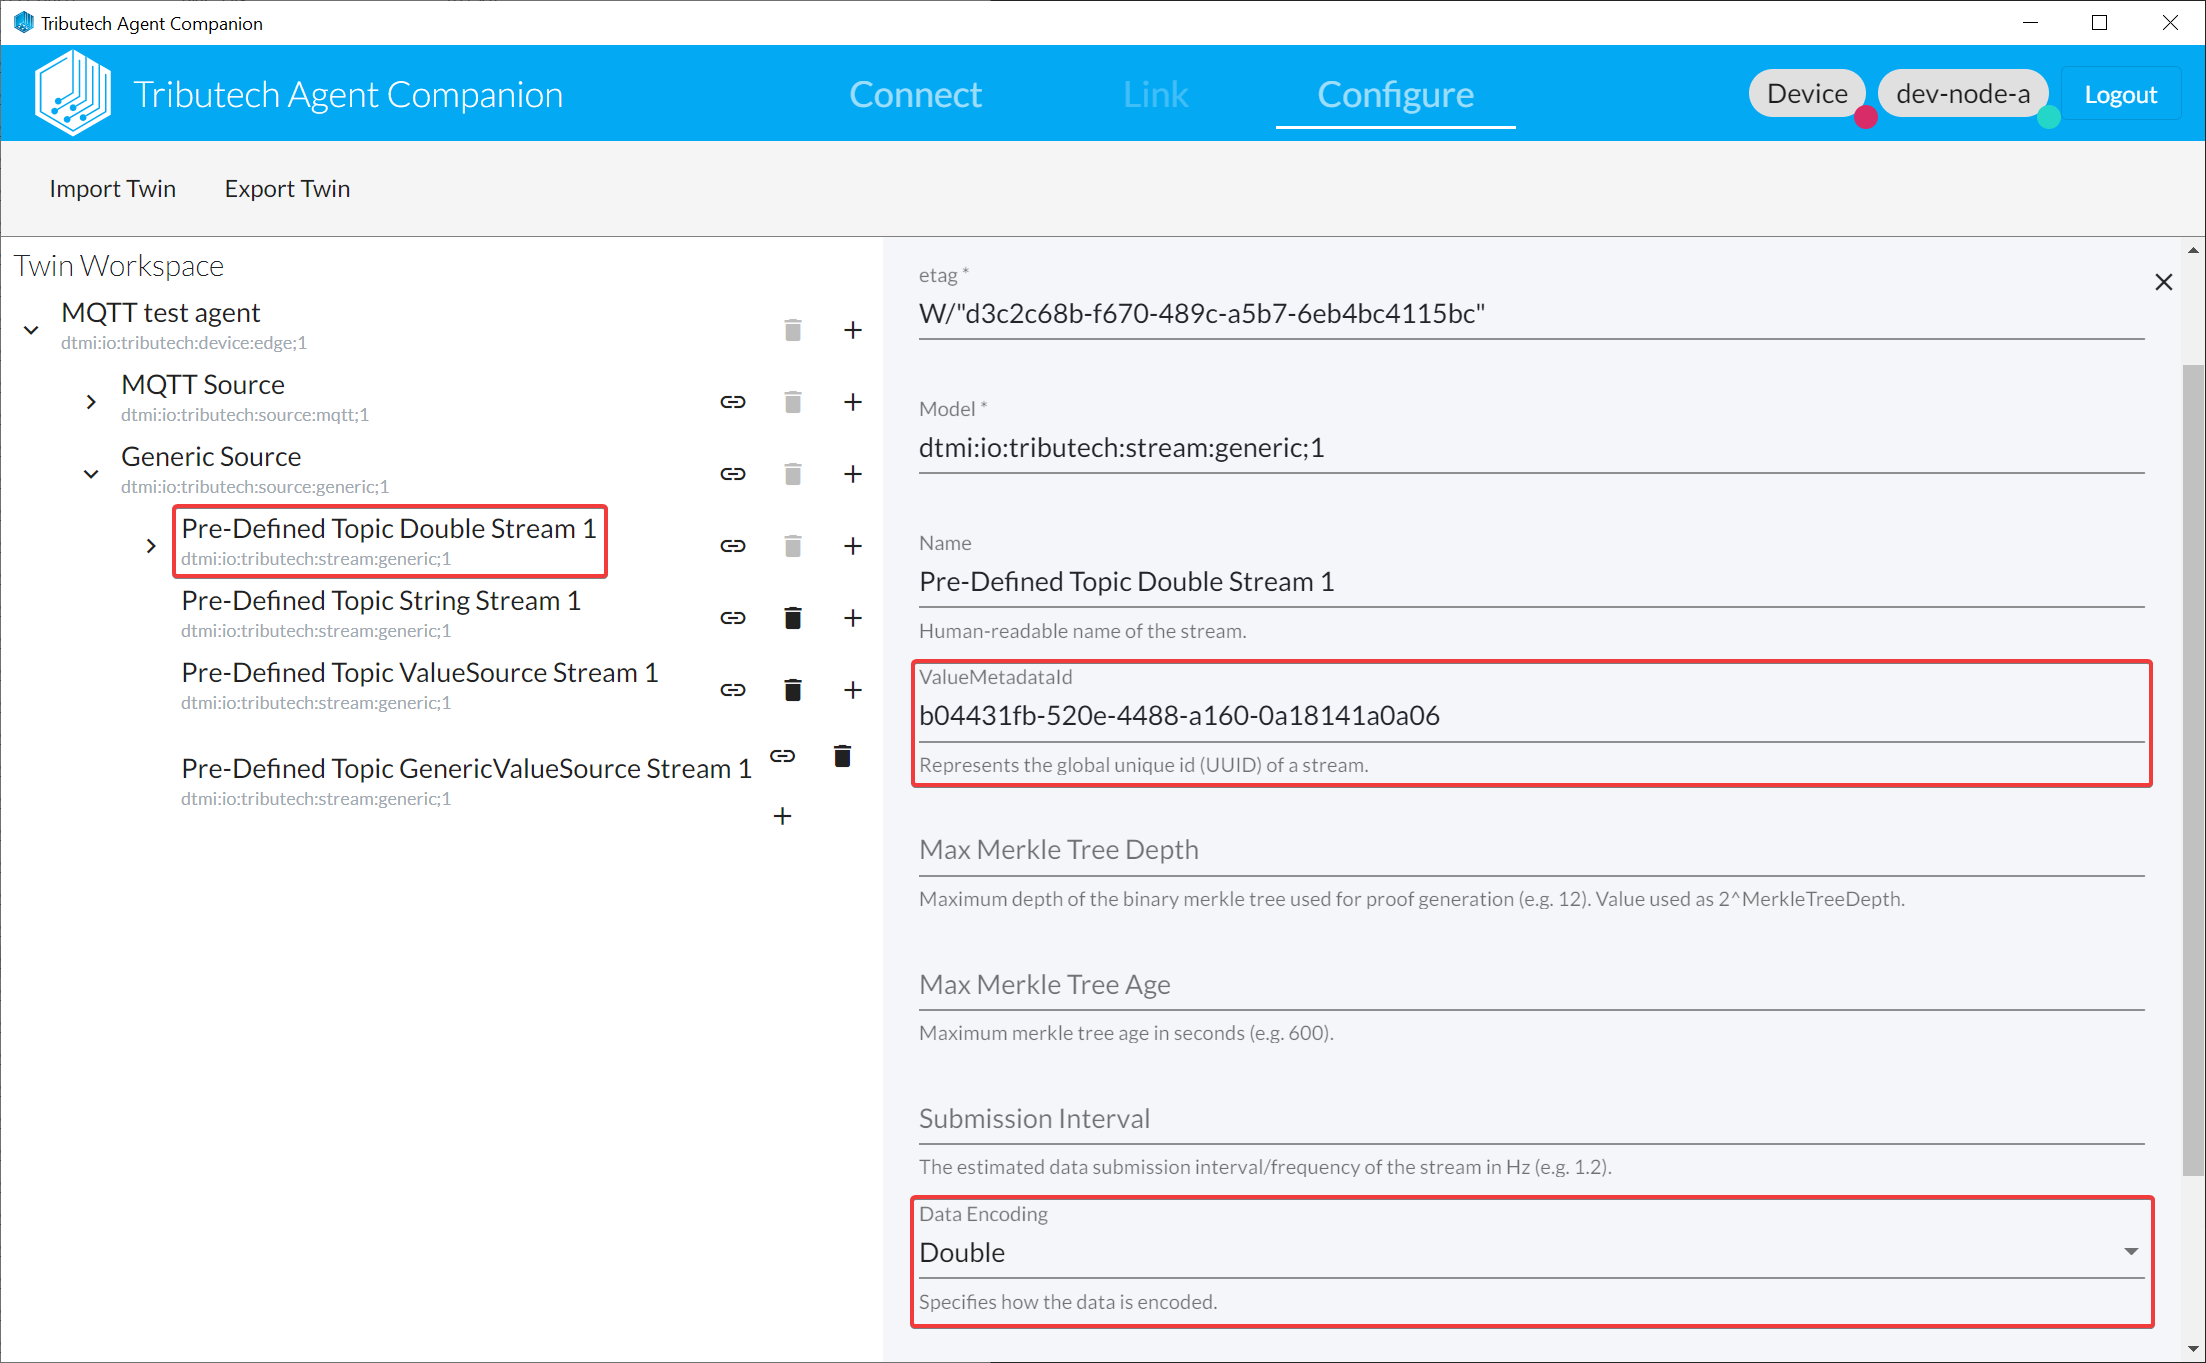 Tributech Agent Companion
Tributech Agent Companion
Connect
Link
Configure
Device
dev-node-a
Logout
Import Twin
Export Twin
Twin Workspace
MQTT test agent
dtmi:io:tributech:device:edge;1
MQTT Source
dtmi:io:tributech:source:mqtt;1
Generic Source
dtmi:io:tributech:source:generic;1
Pre-Defined Topic Double Stream 1
dtmi:io:tributech:stream:generic;1
Pre-Defined Topic String Stream 1
dtmi:io:tributech:stream:generic;1
Pre-Defined Topic ValueSource Stream 1
dtmi:io:tributech:stream:generic;1
Pre-Defined Topic GenericValueSource Stream 1
dtmi:io:tributech:stream:generic;1
etag *
W/"d3c2c68b-f670-489c-a5b7-6eb4bc4115bc"
Model *
dtmi:io:tributech:stream:generic;1
Name
Pre-Defined Topic Double Stream 1
Human-readable name of the stream.
ValueMetadataId
b04431fb-520e-4488-a160-0a18141a0a06
Represents the global unique id (UUID) of a stream.
Max Merkle Tree Depth
Maximum depth of the binary merkle tree used for proof generation (e.g. 12). Value used as 2^MerkleTreeDepth.
Max Merkle Tree Age
Maximum merkle tree age in seconds (e.g. 600).
Submission Interval
The estimated data submission interval/frequency of the stream in Hz (e.g. 1.2).
Data Encoding
Double
Specifies how the data is encoded.